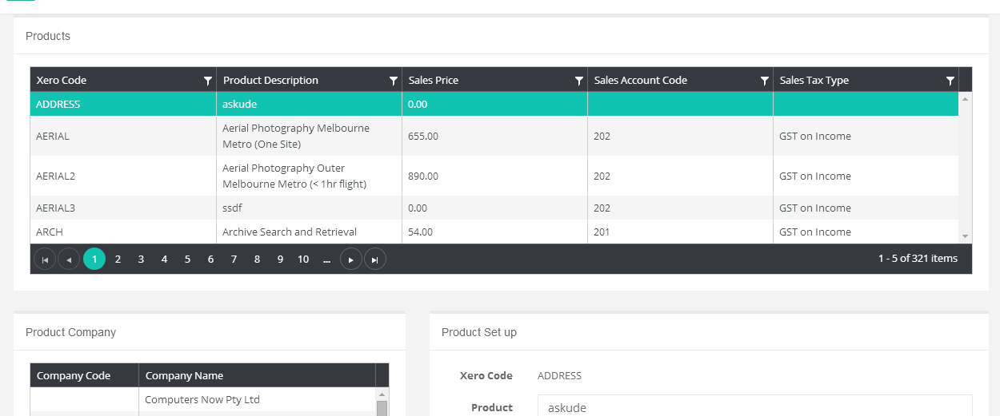 Products
Xero Code Product Description Sales Price Sales Account Code Sales Tax Type
ADDRESS askude 0.00
AERIAL Aerial Photography Melbourne Metro (One Site) 655.00 202 GST on Income
AERIAL2 Aerial Photography Outer Melbourne Metro (< 1hr flight) 890.00 202 GST on Income
AERIAL3 ssdf 0.00 202 GST on Income
ARCH Archive Search and Retrieval 54.00 201 GST on Income
1 2 3 4 5 6 7 8 9 10 ... 1 - 5 of 321 items
Product Company
Company Code Company Name
Computers Now Pty Ltd
Product Set up
Xero Code ADDRESS
Product askude